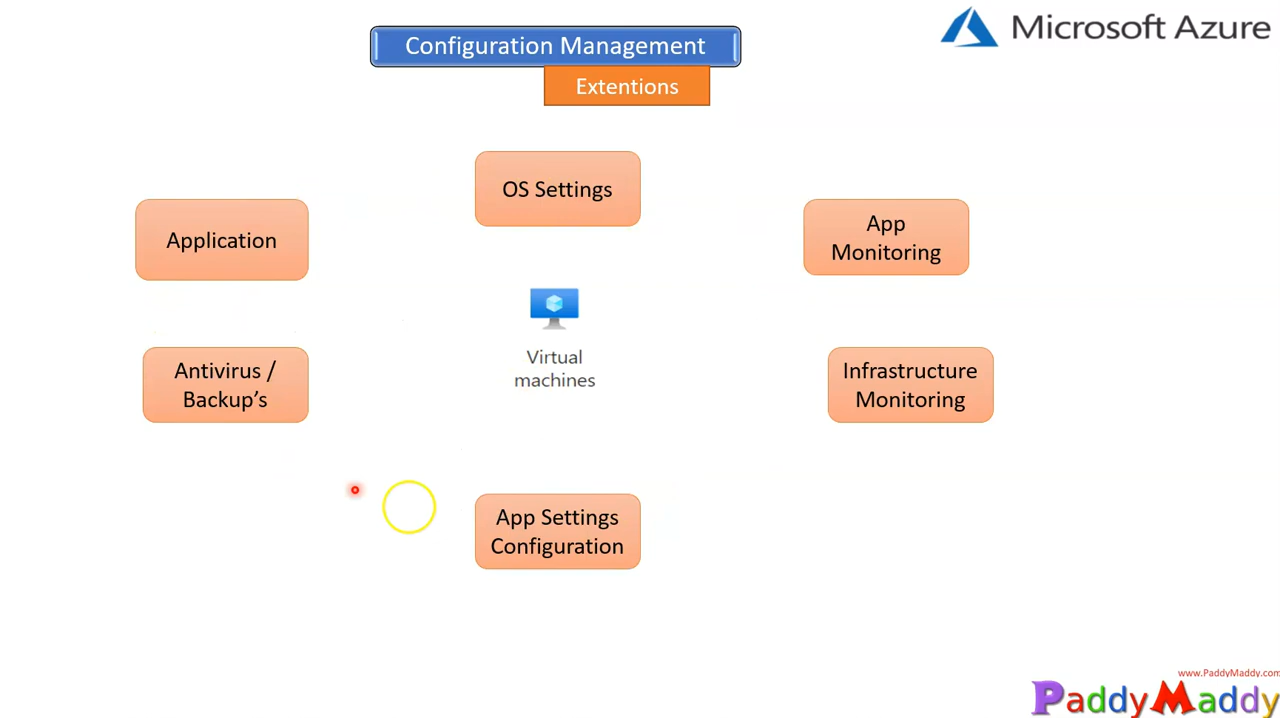 Configuration Management
Microsoft Azure
Extentions
OS Settings
Application
App
Monitoring
Virtual
machines
Antivirus /
Backup's
Infrastructure
Monitoring
App Settings
Configuration
www.PaddyMaddy.com
PaddyMaddy